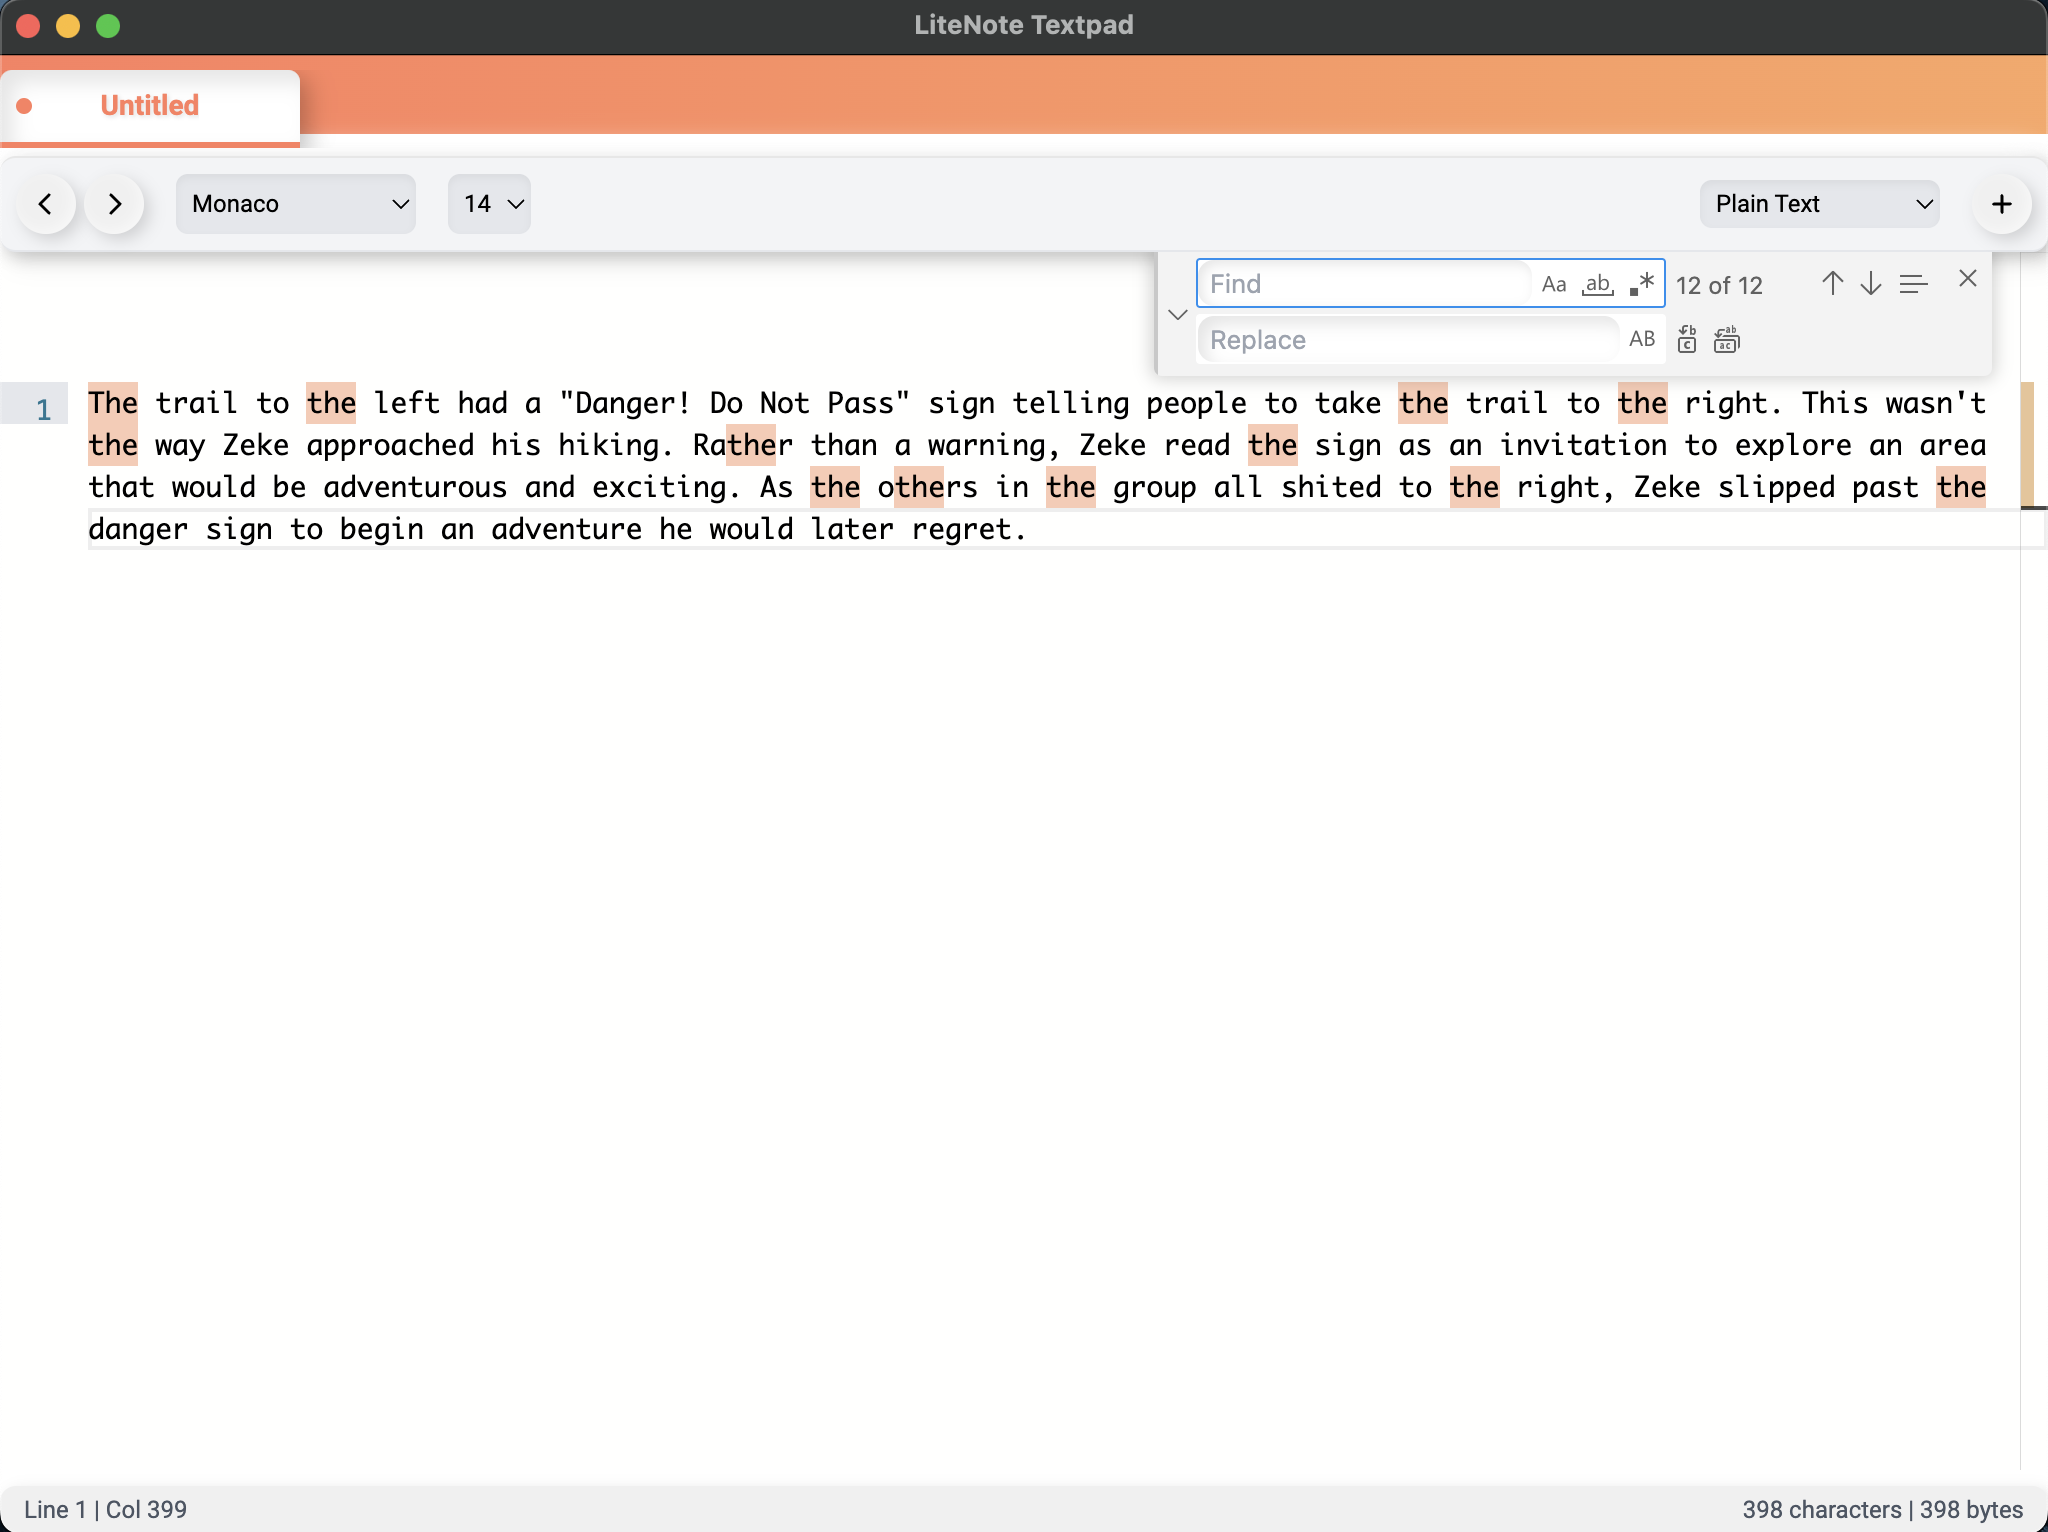 LiteNote Textpad
Untitled
Monaco
14
Plain Text
Find
Aa
ab
12 of 12
Replace
AB
1
The trail to the left had a "Danger! Do Not Pass" sign telling people to take the trail to the right. This wasn't
the way Zeke approached his hiking. Rather than a warning, Zeke read the sign as an invitation to explore an area
that would be adventurous and exciting. As the others in the group all shited to the right, Zeke slipped past the
danger sign to begin an adventure he would later regret.
Line 1 | Col 399
398 characters | 398 bytes